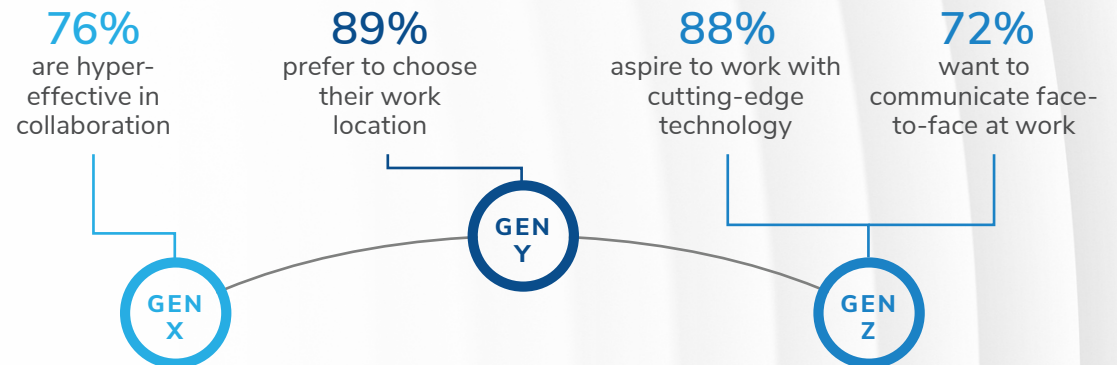 76%
are hyper-
effective in
collaboration
89%
prefer to choose
their work
location
88%
aspire to work with
cutting-edge
technology
72%
want to
communicate face-
to-face at work
GEN
X
GEN
Y
GEN
Z